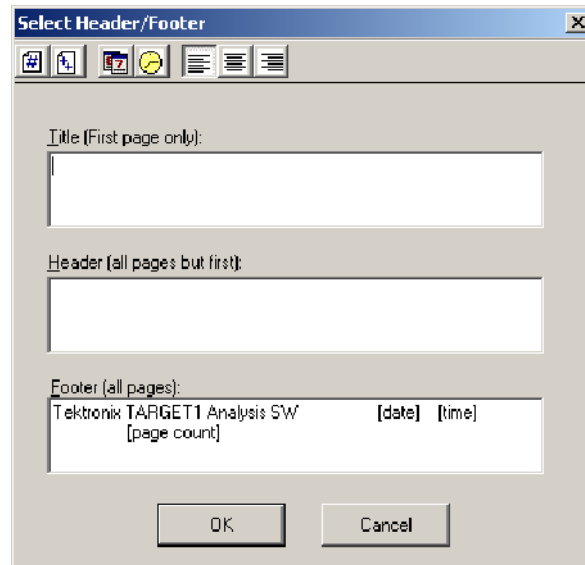 Select Header/Footer
Title (First page only):
Header (all pages but first):
Footer (all pages):
Tektronix TARGET1 Analysis SW [date] [time]
[page count]
OK Cancel